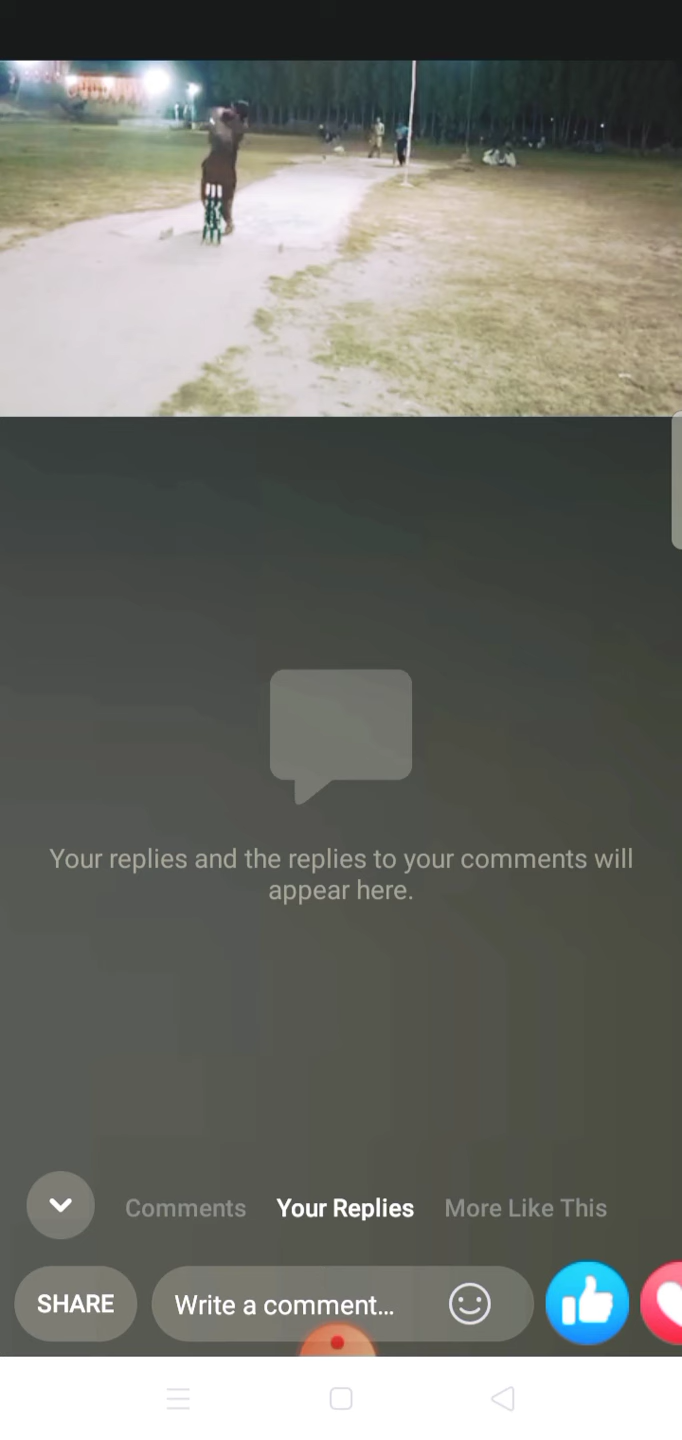 Your replies and the replies to your comments will
appear here.
Comments Your Replies More Like This
SHARE Write a comment...